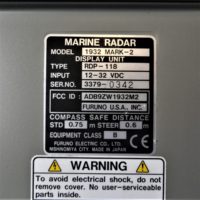 MARINE RADAR
MODEL 1932 MARK-2
DISPLAY UNIT
TYPE RDP-118
INPUT 12-32 VDC
SER.NO. 3379-0342
FCC ID : ADB9ZW1932M2
FURUNO U.S.A., INC.
COMPASS SAFE DISTANCE
STD 0.75 m STEER 0.6 m
EQUIPMENT CLASS B
FURUNO ELECTRIC CO., LTD.
NISHINOMIYA CITY, MADE IN JAPAN
WARNING
To avoid electrical shock, do not
remove cover. No user-serviceable
parts inside.